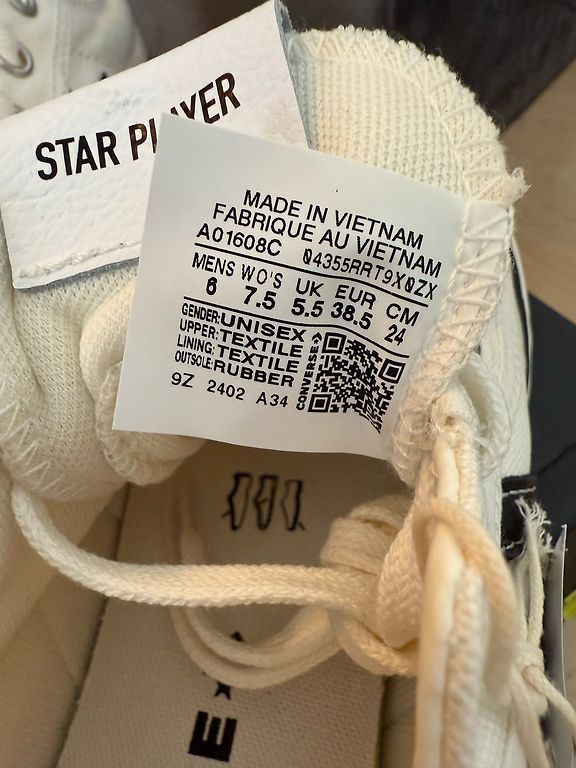 STAR PLAYER
MADE IN VIETNAM
FABRIQUE AU VIETNAM
A01608C 04355RRT9X0ZX
MENS WO'S UK EUR CM
6 7.5 5.5 38.5 24
GENDER: UNISEX
UPPER: TEXTILE
LINING: TEXTILE
OUTSOLE: RUBBER
CONVERSE
9Z 2402 A34
E